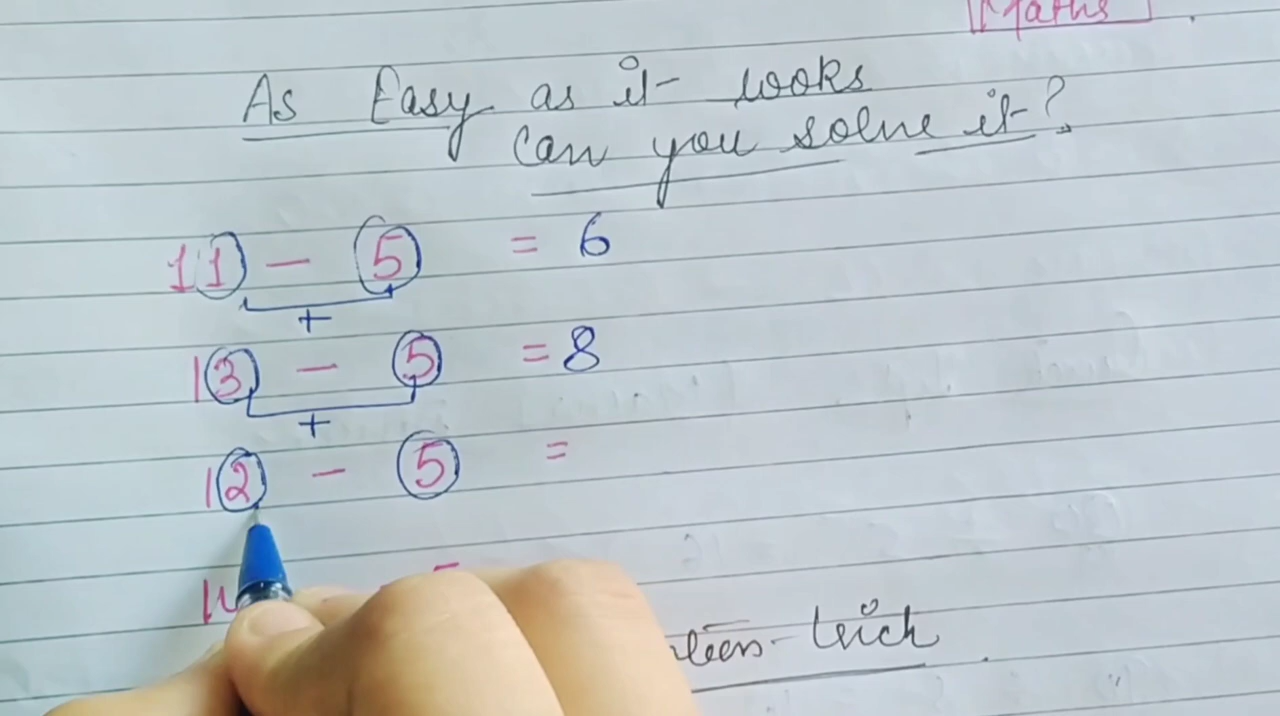 Maths
As Easy as it looks
can you solve it?
11 - 5 = 6
+
13 - 5 = 8
+
12 - 5 =
trick